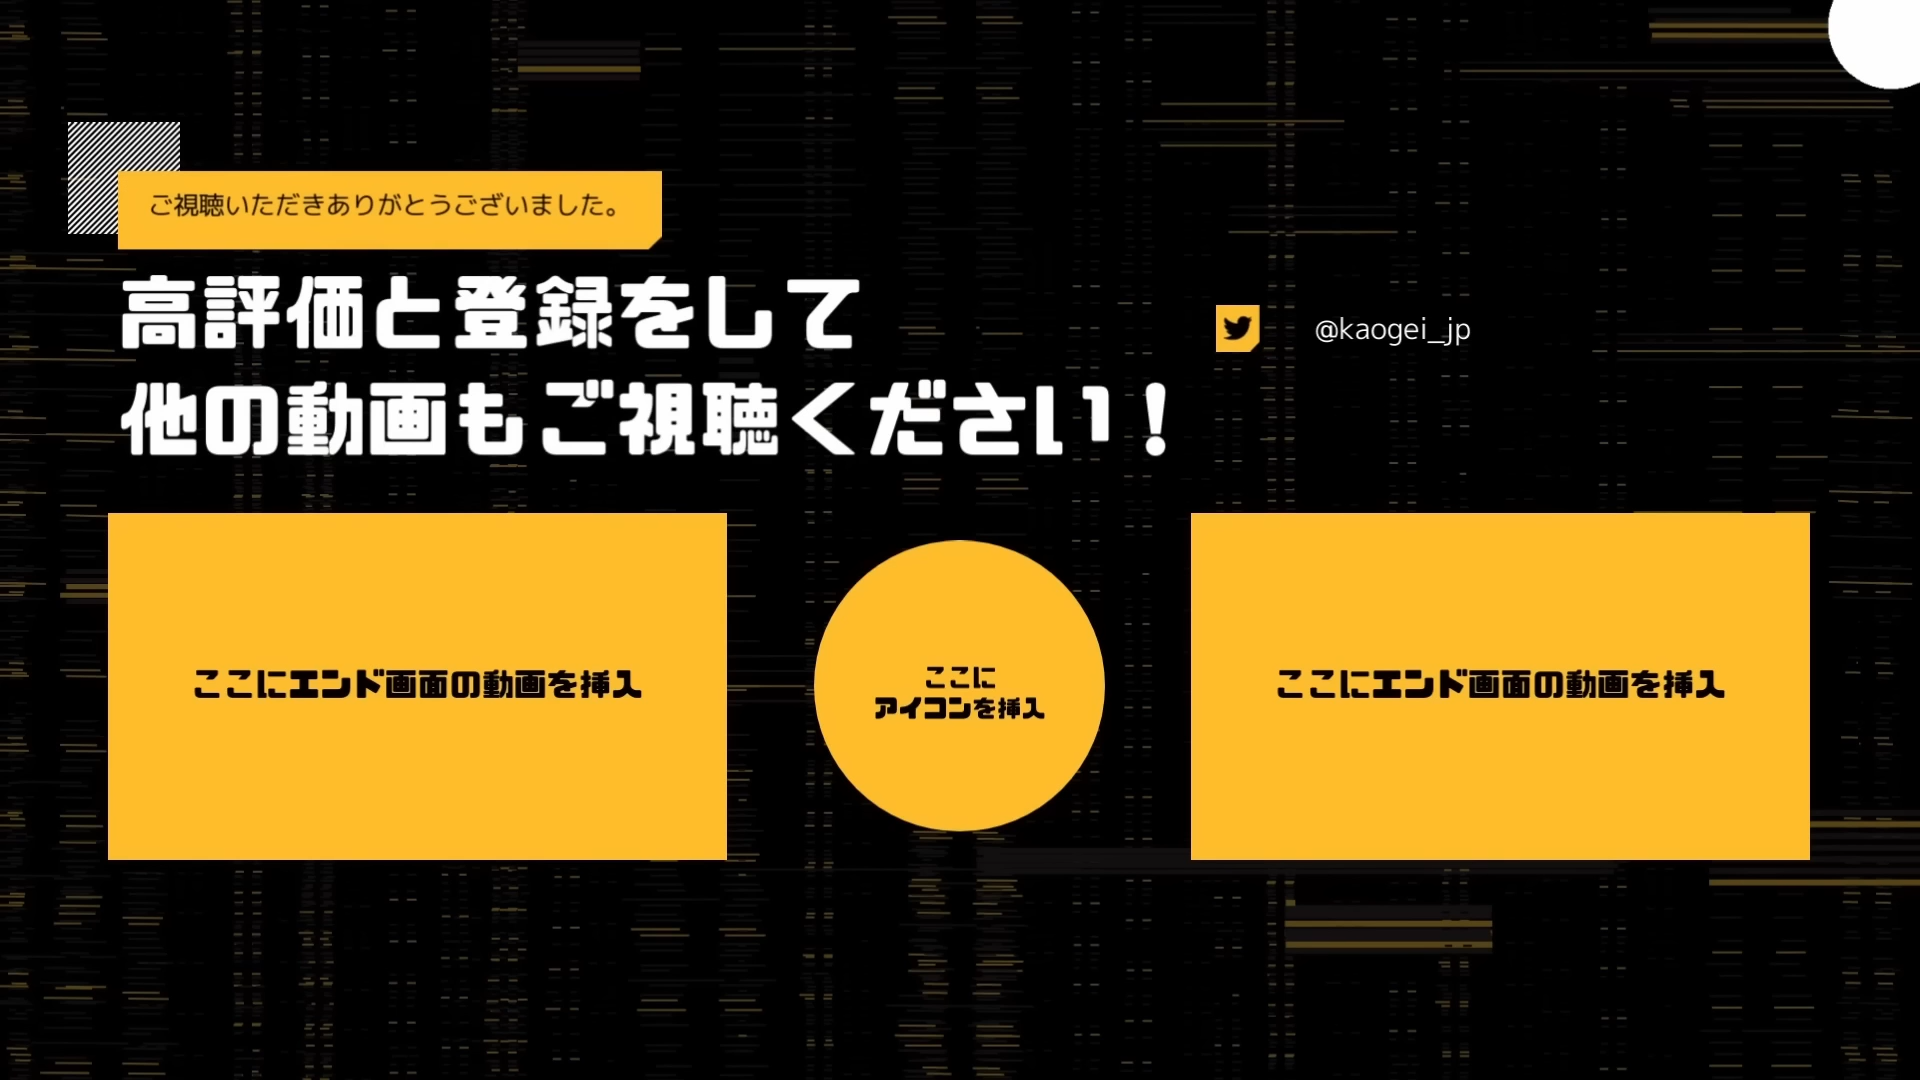 ご視聴いただきありがとうございました。
高評価と登録をして
他の動画もご視聴ください！
@kaogei_jp
ここにエンド画面の動画を挿入
ここに
アイコンを挿入
ここにエンド画面の動画を挿入